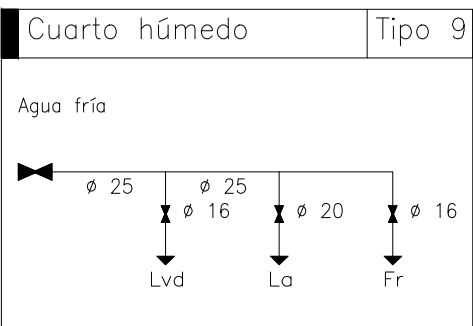 Cuarto húmedo Tipo 9
Agua fría
ø 25 ø 25
ø 16 ø 20 ø 16
Lvd La Fr